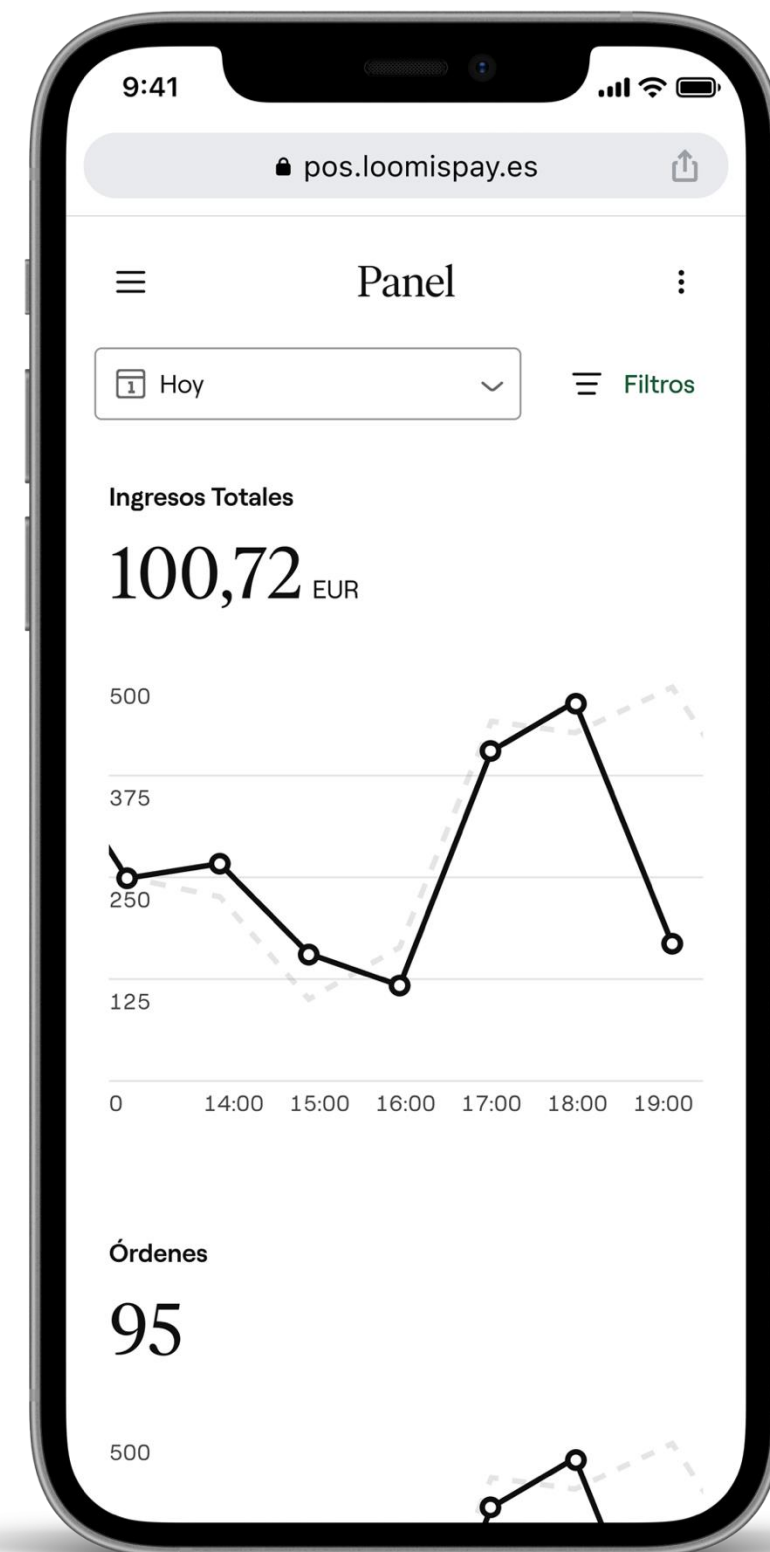 9:41
pos.loomispay.es
Panel
1 Hoy Filtros
Ingresos Totales
100,72 EUR
500
375
250
125
0 14:00 15:00 16:00 17:00 18:00 19:00
Órdenes
95
500